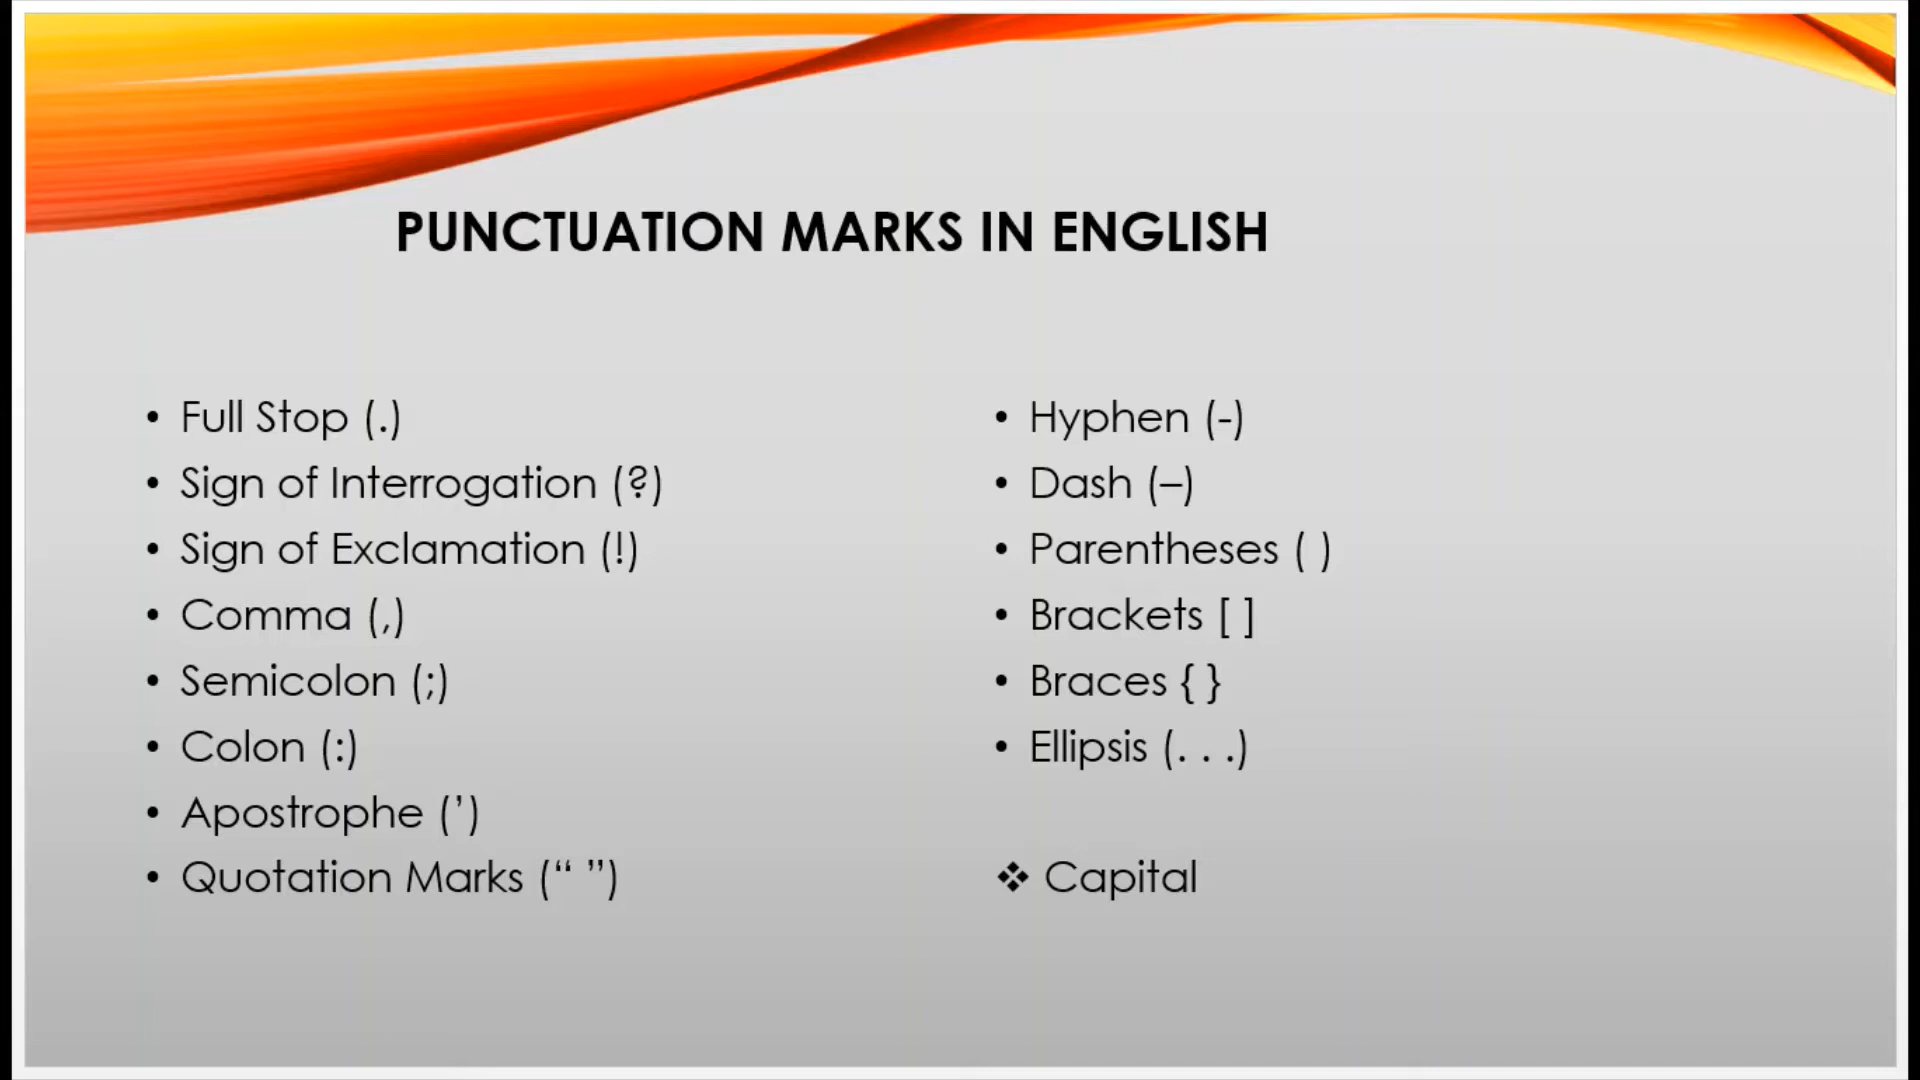 PUNCTUATION MARKS IN ENGLISH
• Full Stop (.)
• Sign of Interrogation (?)
• Sign of Exclamation (!)
• Comma (,)
• Semicolon (;)
• Colon (:)
• Apostrophe (’)
• Quotation Marks (“ ”)
• Hyphen (-)
• Dash (–)
• Parentheses ( )
• Brackets [ ]
• Braces { }
• Ellipsis (. . .)
❖ Capital